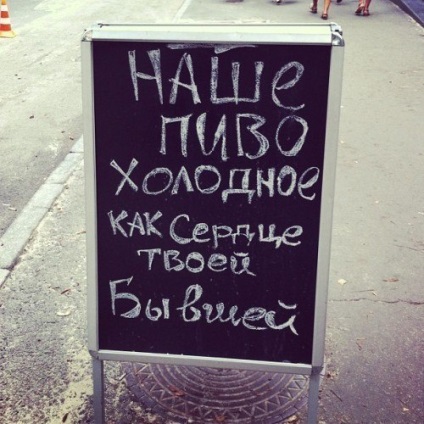 НАШЕ
ПИВО
ХОЛОДНОЕ
КАК Сердце
твоей
Бывшей